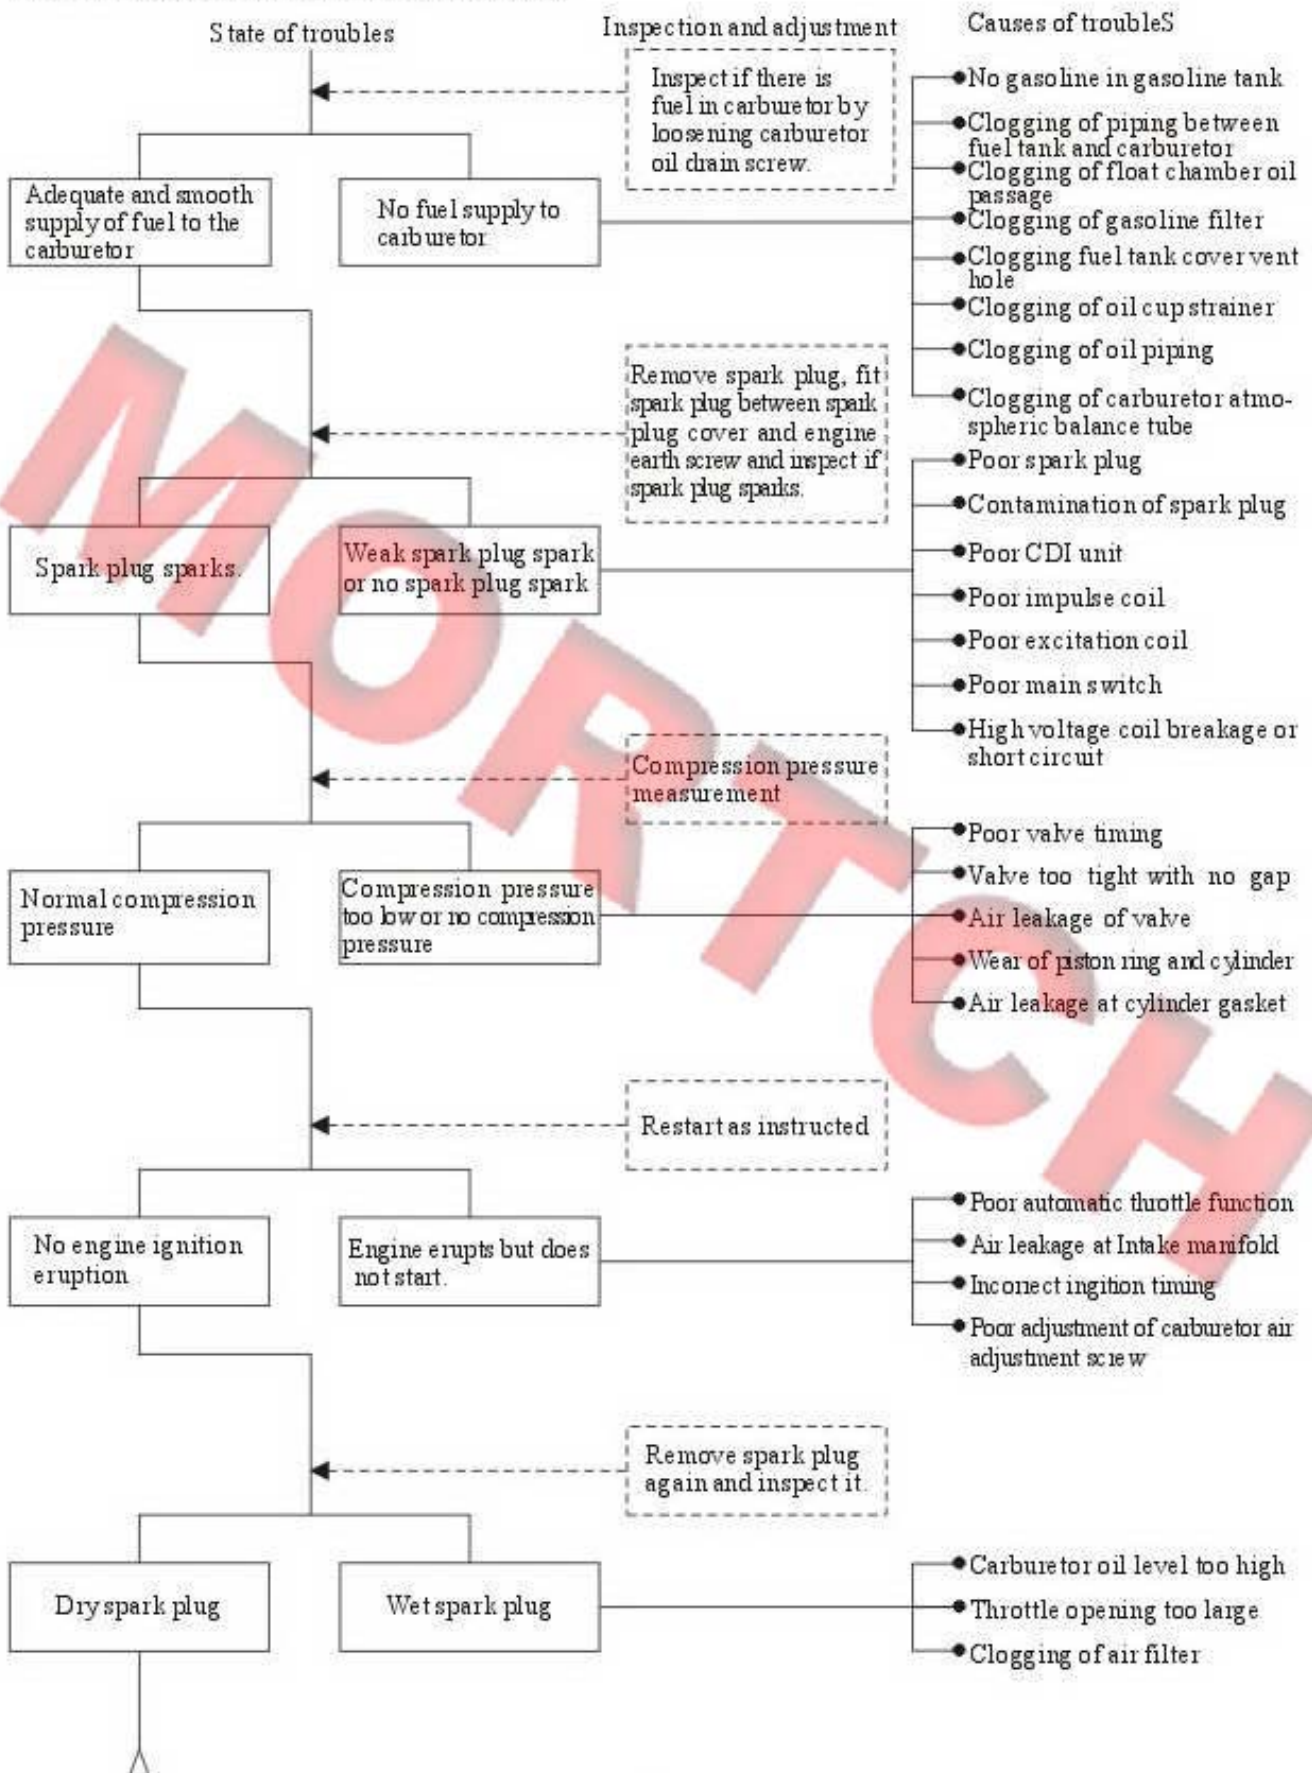 State of troubles
Inspection and adjustment
Causes of troubleS
Inspect if there is
fuel in carburetor by
loosening carburetor
oil drain screw.
Adequate and smooth
supply of fuel to the
carburetor
No fuel supply to
carburetor
No gasoline in gasoline tank
Clogging of piping between
fuel tank and carburetor
Clogging of float chamber oil
passage
Clogging of gasoline filter
Clogging fuel tank cover vent
hole
Clogging of oil cup strainer
Clogging of oil piping
Clogging of carburetor atmo-
spheric balance tube
Remove spark plug, fit
spark plug between spark
plug cover and engine
earth screw and inspect if
spark plug sparks.
Spark plug sparks.
Weak spark plug spark
or no spark plug spark
Poor spark plug
Contamination of spark plug
Poor CDI unit
Poor impulse coil
Poor excitation coil
Poor main switch
High voltage coil breakage or
short circuit
Compression pressure
measurement
Normal compression
pressure
Compression pressure
too low or no compression
pressure
Poor valve timing
Valve too tight with no gap
Air leakage of valve
Wear of piston ring and cylinder
Air leakage at cylinder gasket
Restart as instructed
No engine ignition
eruption
Engine erupts but does
not start.
Poor automatic throttle function
Air leakage at Intake manifold
Incorrect ingition timing
Poor adjustment of carburetor air
adjustment screw
Remove spark plug
again and inspect it.
Dry spark plug
Wet spark plug
Carburetor oil level too high
Throttle opening too large
Clogging of air filter
MORTCH